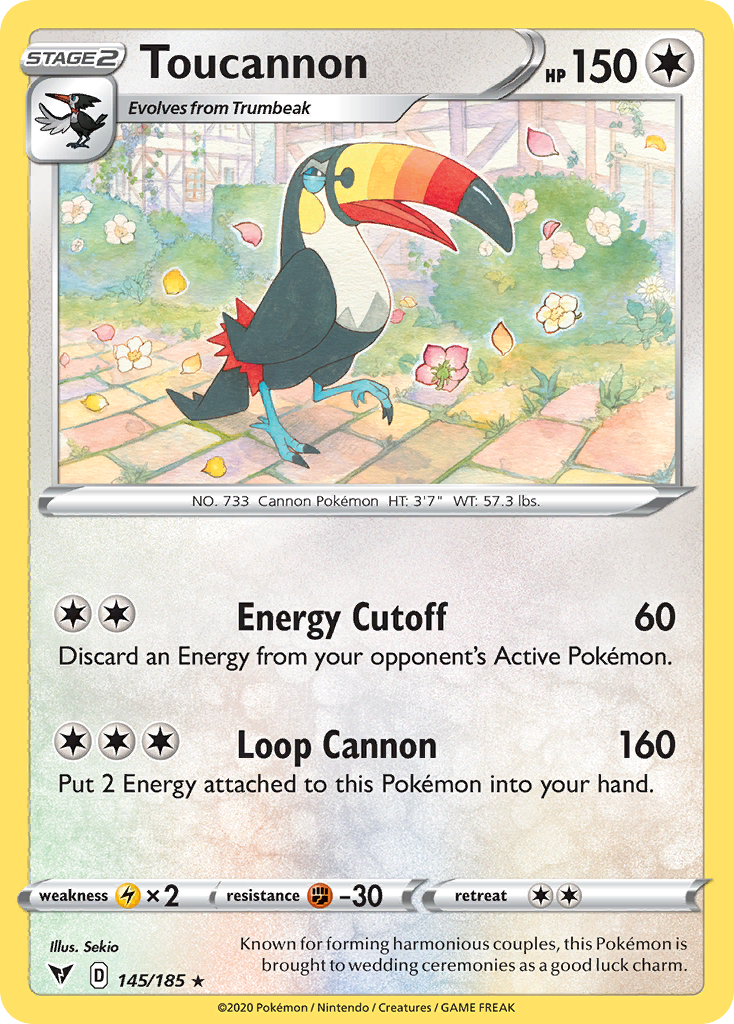 STAGE 2
Toucannon
HP 150
Evolves from Trumbeak
NO. 733 Cannon Pokémon HT: 3'7" WT: 57.3 lbs.
Energy Cutoff 60
Discard an Energy from your opponent's Active Pokémon.
Loop Cannon 160
Put 2 Energy attached to this Pokémon into your hand.
weakness ×2 resistance -30 retreat
Illus. Sekio
Known for forming harmonious couples, this Pokémon is
brought to wedding ceremonies as a good luck charm.
D 145/185 ★
©2020 Pokémon / Nintendo / Creatures / GAME FREAK